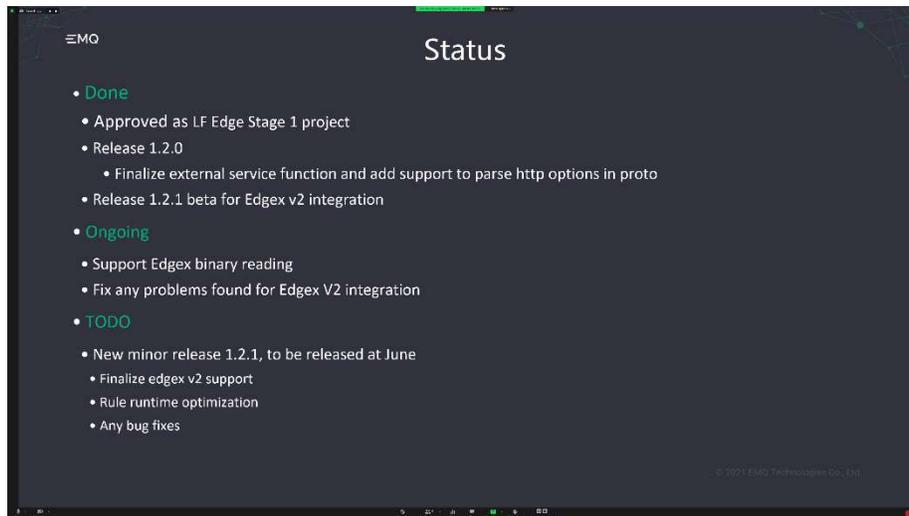 EMQ
Status
• Done
• Approved as LF Edge Stage 1 project
• Release 1.2.0
• Finalize external service function and add support to parse http options in proto
• Release 1.2.1 beta for Edgex v2 integration
• Ongoing
• Support Edgex binary reading
• Fix any problems found for Edgex V2 integration
• TODO
• New minor release 1.2.1, to be released at June
• Finalize edgex v2 support
• Rule runtime optimization
• Any bug fixes
© 2021 EMQ Technologies Co., Ltd.